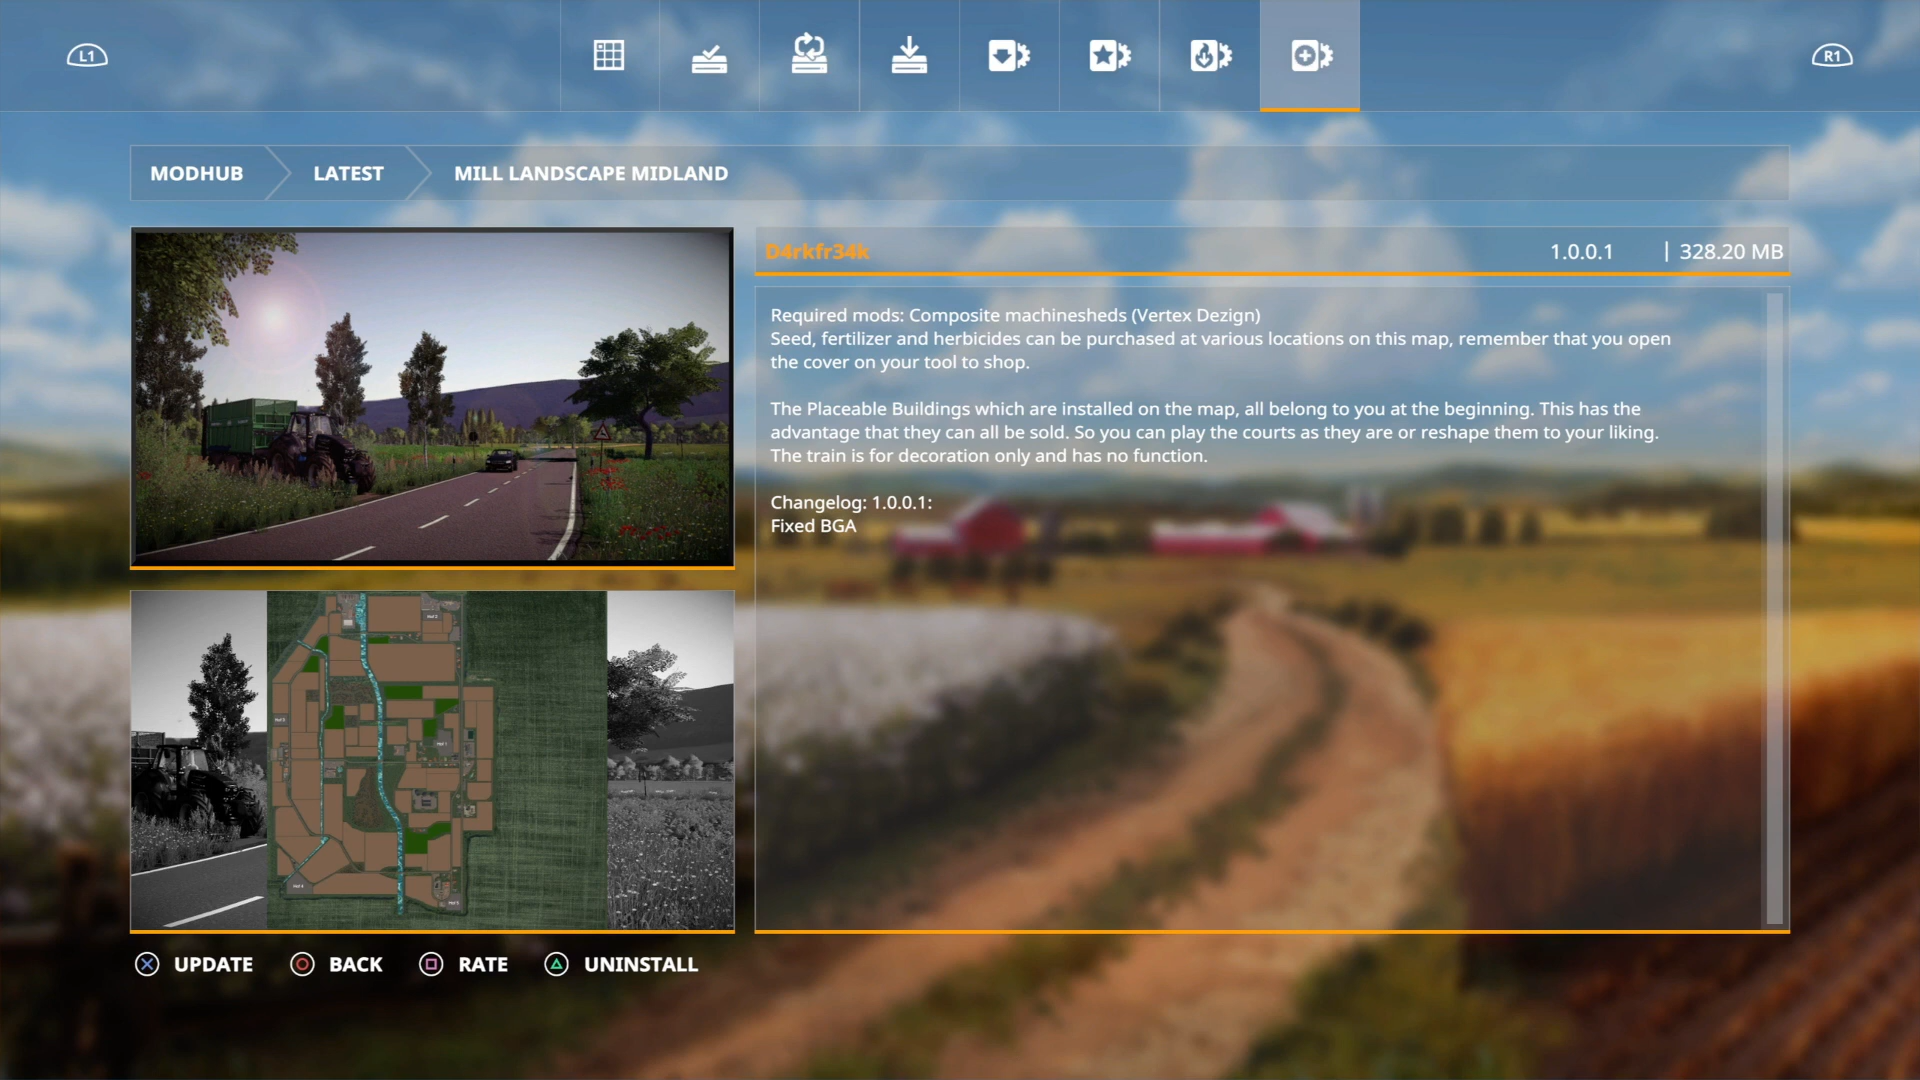 L1
R1
MODHUB
LATEST
MILL LANDSCAPE MIDLAND
D4rkfr34k
1.0.0.1 | 328.20 MB
Required mods: Composite machinesheds (Vertex Dezign)
Seed, fertilizer and herbicides can be purchased at various locations on this map, remember that you open
the cover on your tool to shop.
The Placeable Buildings which are installed on the map, all belong to you at the beginning. This has the
advantage that they can all be sold. So you can play the courts as they are or reshape them to your liking.
The train is for decoration only and has no function.
Changelog: 1.0.0.1:
Fixed BGA
Hof 2
UPDATE
BACK
RATE
UNINSTALL